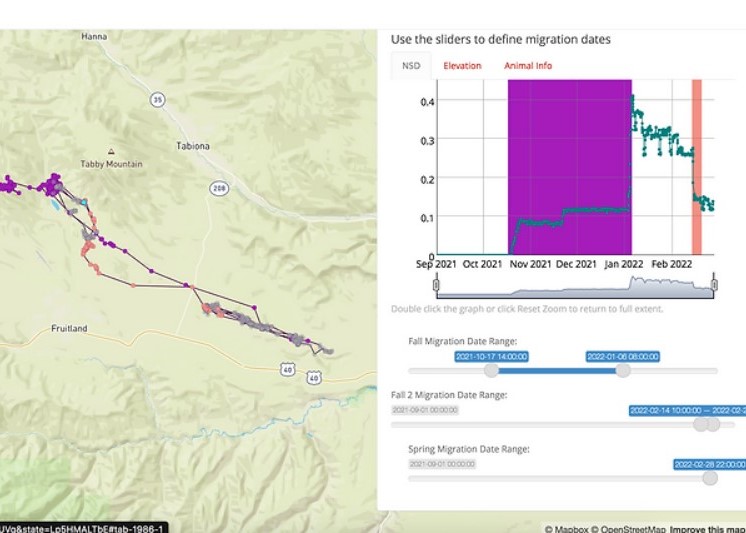 Hanna
35
Tabiona
Tabby Mountain
208
Fruitland
40
40
UVg&state=Lp5HMALTbE#tab-1986-1
Use the sliders to define migration dates
NSD Elevation Animal Info
0.4
0.3
0.2
0.1
0
Sep 2021 Oct 2021 Nov 2021 Dec 2021 Jan 2022 Feb 2022
Double click the graph or click Reset Zoom to return to full extent.
Fall Migration Date Range:
2021-10-17 14:00:00 2022-01-06 08:00:00
Fall 2 Migration Date Range:
2021-09-01 00:00:00 2022-02-14 10:00:00 — 2022-02-2
Spring Migration Date Range:
2021-09-01 00:00:00 2022-02-28 22:00:00
© Mapbox © OpenStreetMap Improve this map